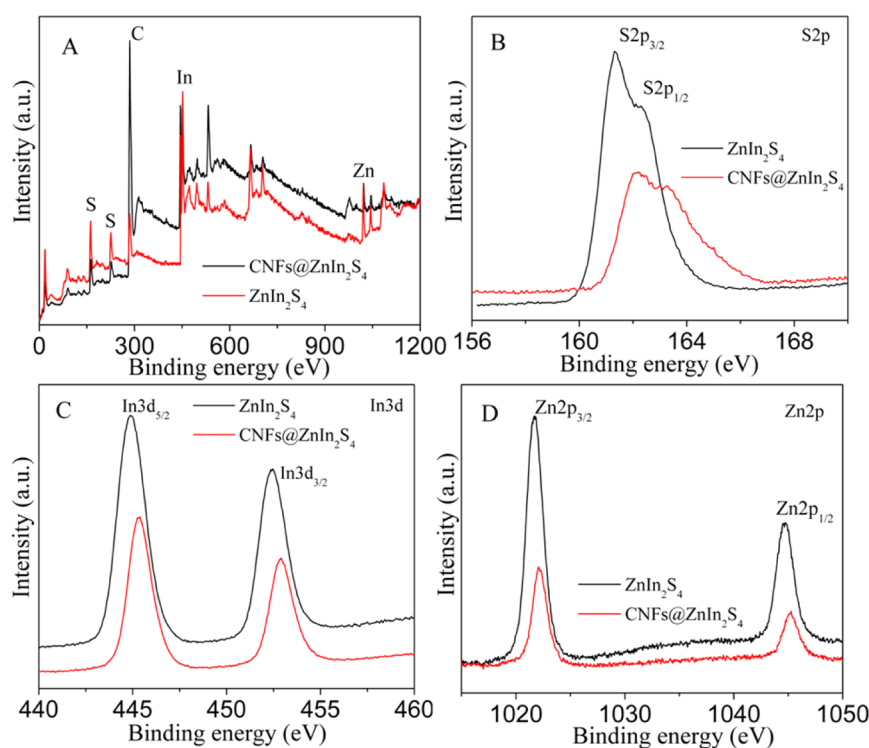 A
C
In
Zn
S
S
CNFs@ZnIn₂S₄
ZnIn₂S₄
0 300 600 900 1200
Binding energy (eV)
Intensity (a.u.)
B
S2p₃/₂
S2p
S2p₁/₂
ZnIn₂S₄
CNFs@ZnIn₂S₄
156 160 164 168
Binding energy (eV)
Intensity (a.u.)
C
In3d₅/₂
In3d
ZnIn₂S₄
CNFs@ZnIn₂S₄
In3d₃/₂
440 445 450 455 460
Binding energy (eV)
Intensity (a.u.)
D
Zn2p₃/₂
Zn2p
Zn2p₁/₂
ZnIn₂S₄
CNFs@ZnIn₂S₄
1020 1030 1040 1050
Binding energy (eV)
Intensity (a.u.)